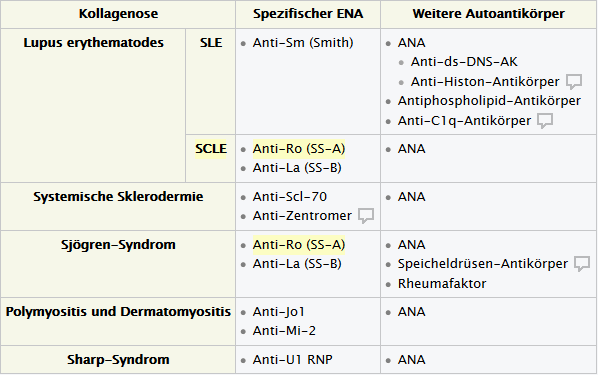 Kollagenose Spezifischer ENA Weitere Autoantikörper
Lupus erythematodes SLE Anti-Sm (Smith) ANA
Anti-ds-DNS-AK
Anti-Histon-Antikörper
Antiphospholipid-Antikörper
Anti-C1q-Antikörper
SCLE Anti-Ro (SS-A) ANA
Anti-La (SS-B)
Systemische Sklerodermie Anti-Scl-70 ANA
Anti-Zentromer
Sjögren-Syndrom Anti-Ro (SS-A) ANA
Anti-La (SS-B) Speicheldrüsen-Antikörper
Rheumafaktor
Polymyositis und Dermatomyositis Anti-Jo1 ANA
Anti-Mi-2
Sharp-Syndrom Anti-U1 RNP ANA